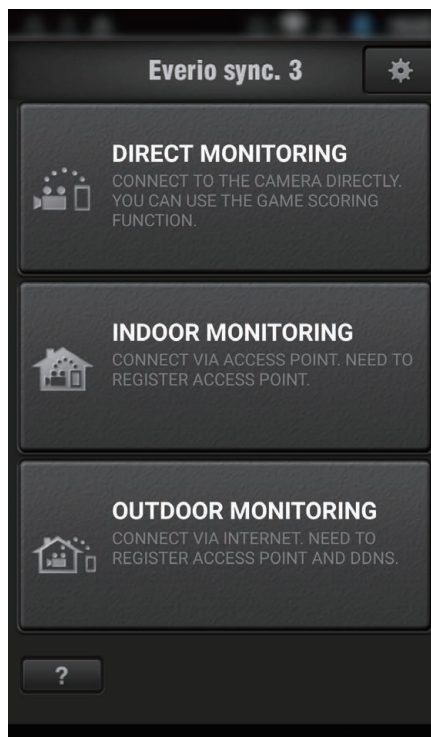 Everio sync. 3
DIRECT MONITORING
CONNECT TO THE CAMERA DIRECTLY.
YOU CAN USE THE GAME SCORING
FUNCTION.
INDOOR MONITORING
CONNECT VIA ACCESS POINT. NEED TO
REGISTER ACCESS POINT.
OUTDOOR MONITORING
CONNECT VIA INTERNET. NEED TO
REGISTER ACCESS POINT AND DDNS.
?